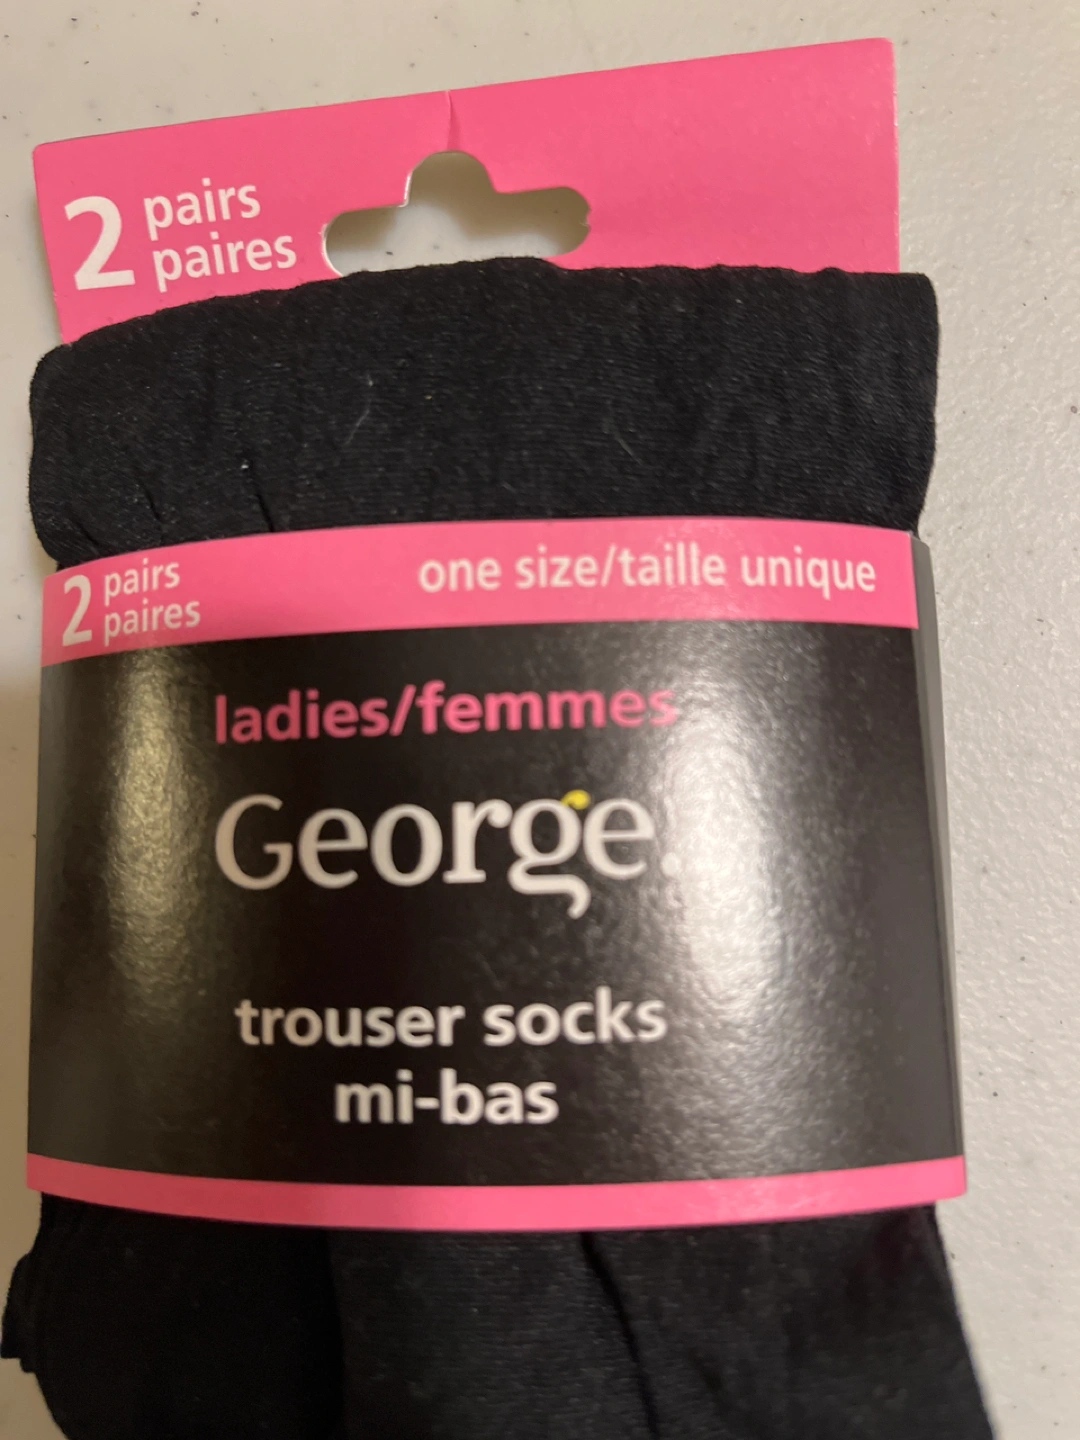 2 pairs
paires
2 pairs
paires
one size/taille unique
ladies/femmes
George.
trouser socks
mi-bas